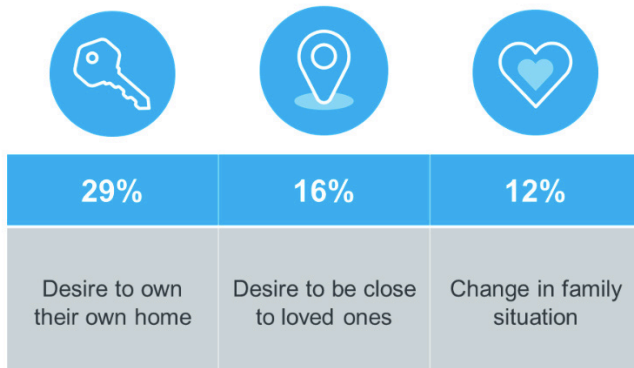 29%
16%
12%
Desire to own
their own home
Desire to be close
to loved ones
Change in family
situation